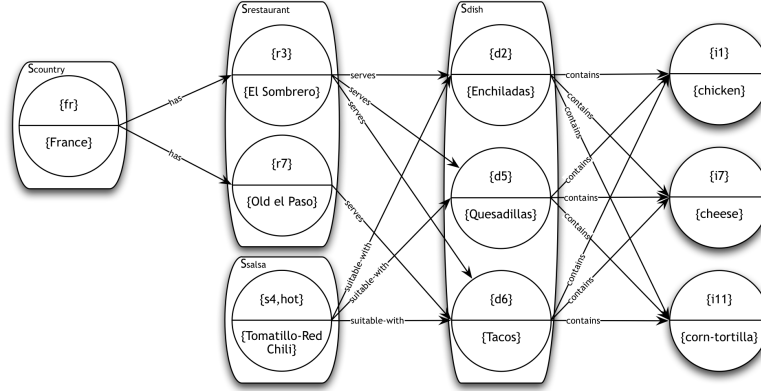 Scountry
{fr}
{France}
has
has
Srestaurant
{r3}
{El Sombrero}
{r7}
{Old el Paso}
Ssalsa
{s4,hot}
{Tomatillo-Red
Chili}
serves
serves
serves
serves
suitable-with
suitable-with
suitable-with
Sdish
{d2}
{Enchiladas}
{d5}
{Quesadillas}
{d6}
{Tacos}
contains
contains
contains
contains
contains
contains
contains
contains
contains
{i1}
{chicken}
{i7}
{cheese}
{i11}
{corn-tortilla}